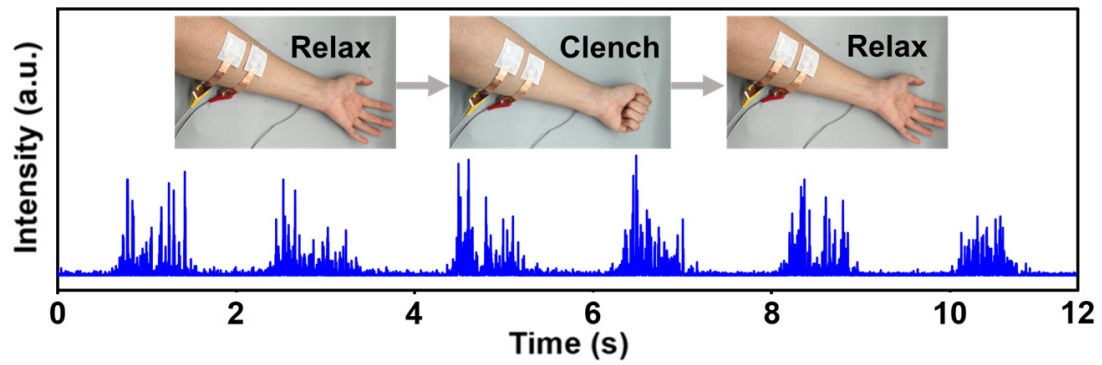 Relax
Clench
Relax
Intensity (a.u.)
0 2 4 6 8 10 12
Time (s)